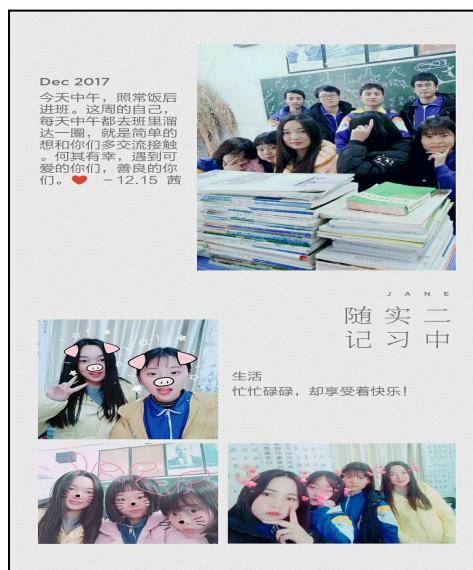 Dec 2017
今天中午，照常饭后
进班。这周的自己，
每天中午都去班里溜
达一圈，就是简单的
想和你们多交流接触
。何其有幸，遇到可
爱的你们，善良的你
们。❤ －12.15 茜
JANE
二中
实习
随记
生活
忙忙碌碌，却享受着快乐！